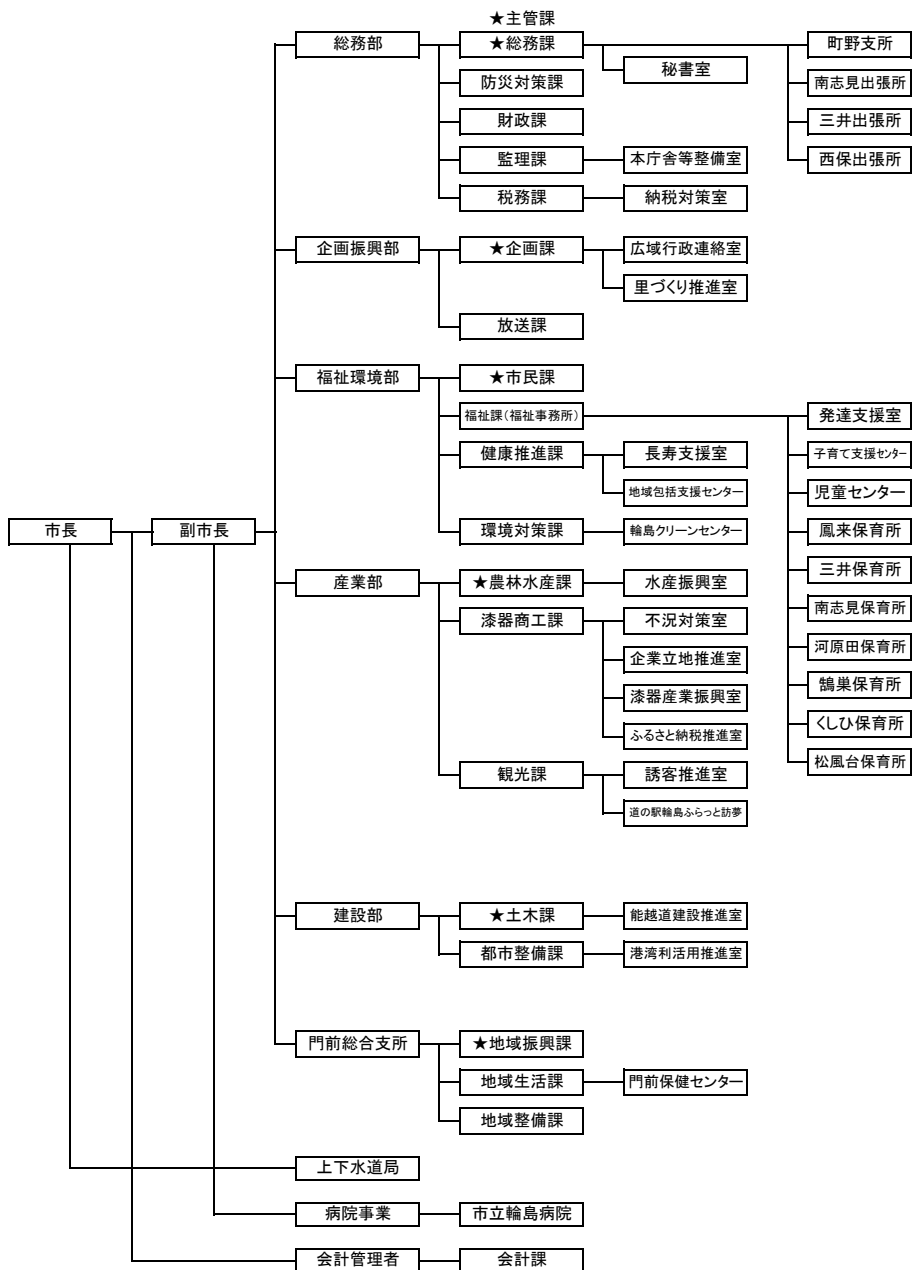 ★主管課
総務部 ★総務課 町野支所
秘書室
防災対策課 南志見出張所
財政課 三井出張所
監理課 本庁舎等整備室 西保出張所
税務課 納税対策室
企画振興部 ★企画課 広域行政連絡室
里づくり推進室
放送課
福祉環境部 ★市民課
福祉課(福祉事務所) 発達支援室
健康推進課 長寿支援室 子育て支援センター
地域包括支援センター 児童センター
市長 副市長 環境対策課 輪島クリーンセンター 鳳来保育所
三井保育所
産業部 ★農林水産課 水産振興室
南志見保育所
漆器商工課 不況対策室
河原田保育所
企業立地推進室
鵠巣保育所
漆器産業振興室
くしひ保育所
ふるさと納税推進室
松風台保育所
観光課 誘客推進室
道の駅輪島ふらっと訪夢
建設部 ★土木課 能越道建設推進室
都市整備課 港湾利活用推進室
門前総合支所 ★地域振興課
地域生活課 門前保健センター
地域整備課
上下水道局
病院事業 市立輪島病院
会計管理者 会計課